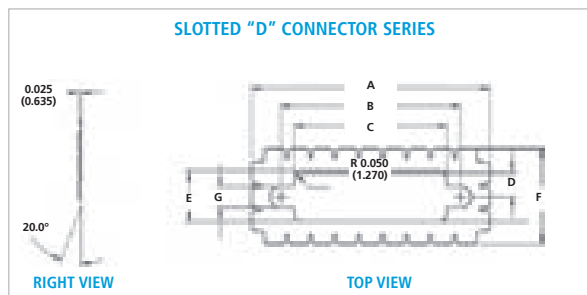 SLOTTED “D” CONNECTOR SERIES
0.025
(0.635)
20.0°
RIGHT VIEW
A
B
C
R 0.050
(1.270)
D
E
G
F
TOP VIEW